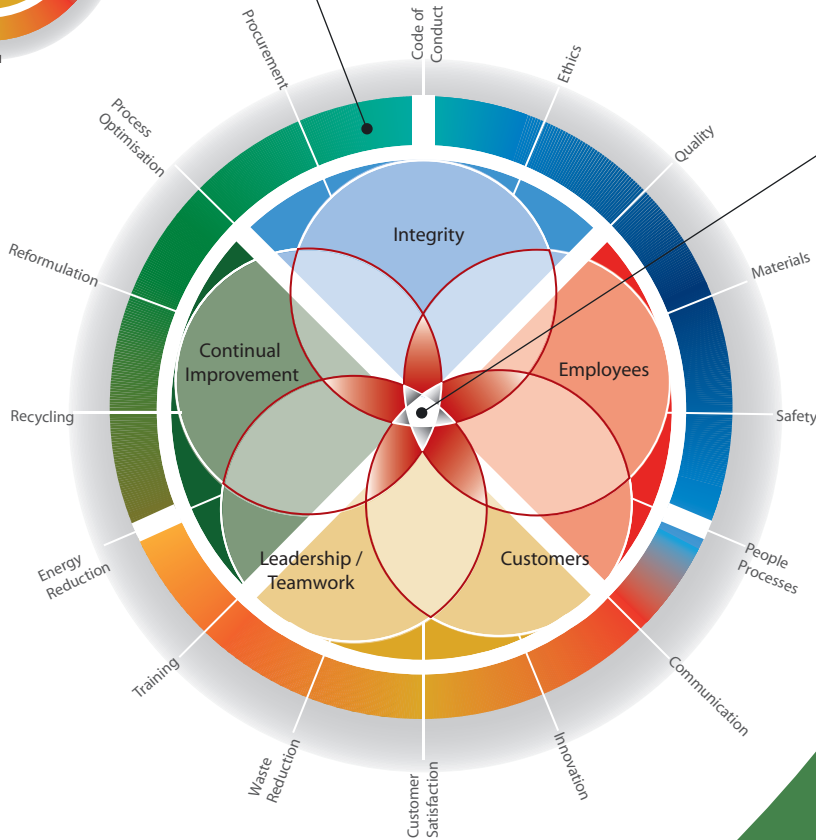 Code of
Conduct
Ethics
Quality
Materials
Safety
People
Processes
Communication
Innovation
Customer
Satisfaction
Waste
Reduction
Training
Energy
Reduction
Recycling
Reformulation
Process
Optimisation
Procurement
Integrity
Employees
Customers
Leadership /
Teamwork
Continual
Improvement